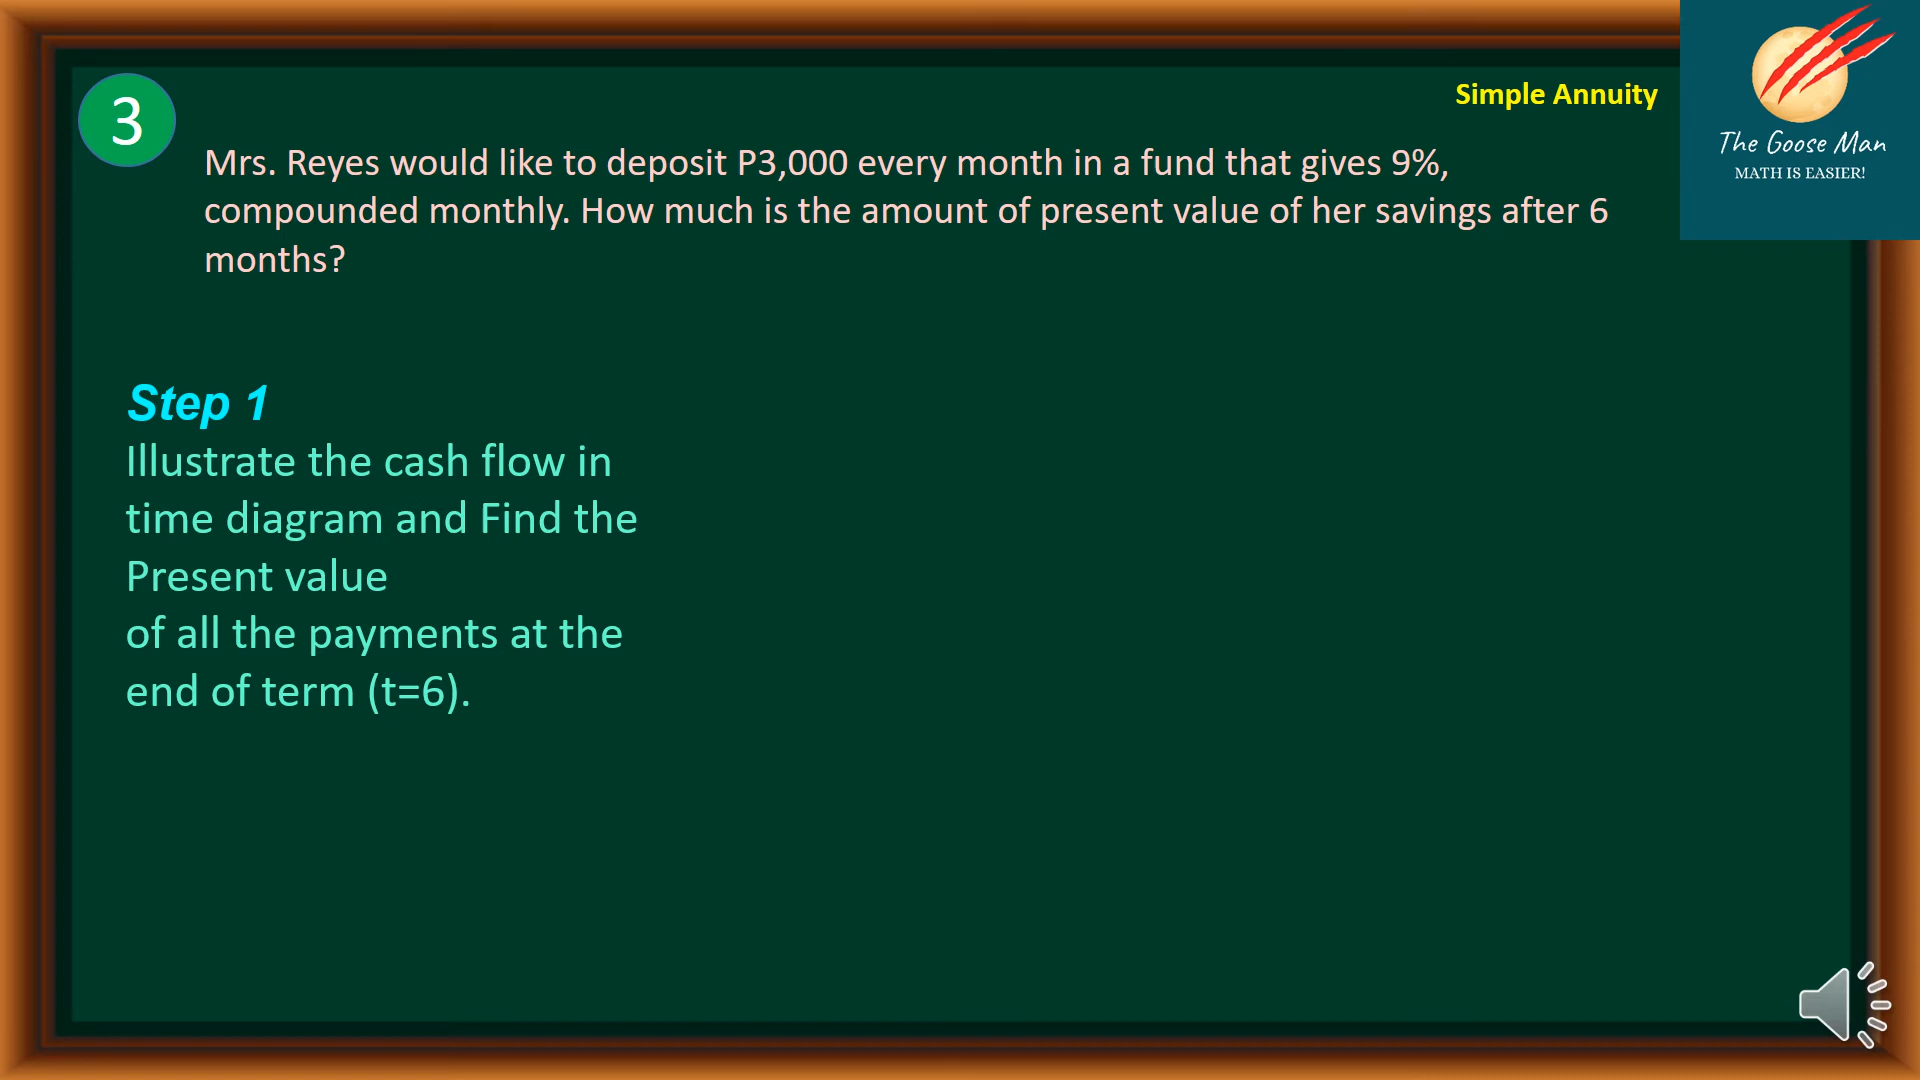 3
Simple Annuity
The Goose Man
MATH IS EASIER!
Mrs. Reyes would like to deposit P3,000 every month in a fund that gives 9%,
compounded monthly. How much is the amount of present value of her savings after 6
months?
Step 1
Illustrate the cash flow in
time diagram and Find the
Present value
of all the payments at the
end of term (t=6).